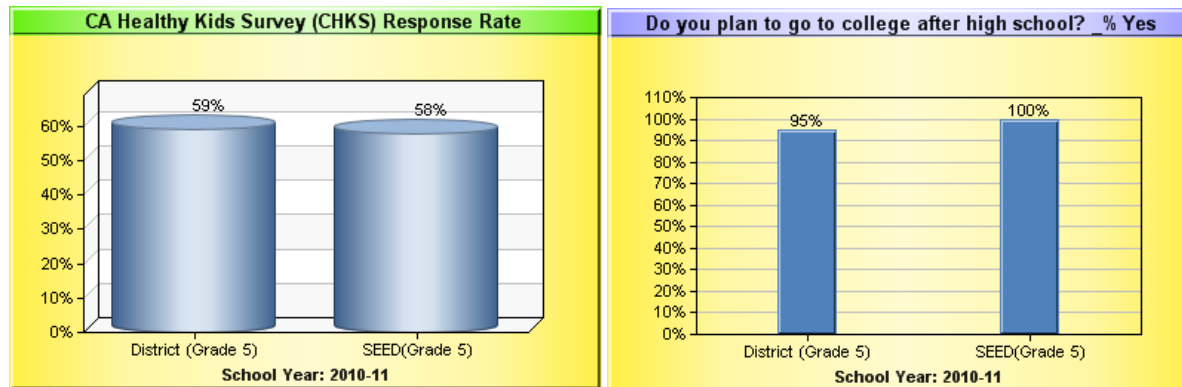 CA Healthy Kids Survey (CHKS) Response Rate
59%
58%
60%
50%
40%
30%
20%
10%
0%
District (Grade 5)
SEED(Grade 5)
School Year: 2010-11
Do you plan to go to college after high school? _% Yes
110%
100%
90%
80%
70%
60%
50%
40%
30%
20%
10%
0%
95%
100%
District (Grade 5)
SEED(Grade 5)
School Year: 2010-11